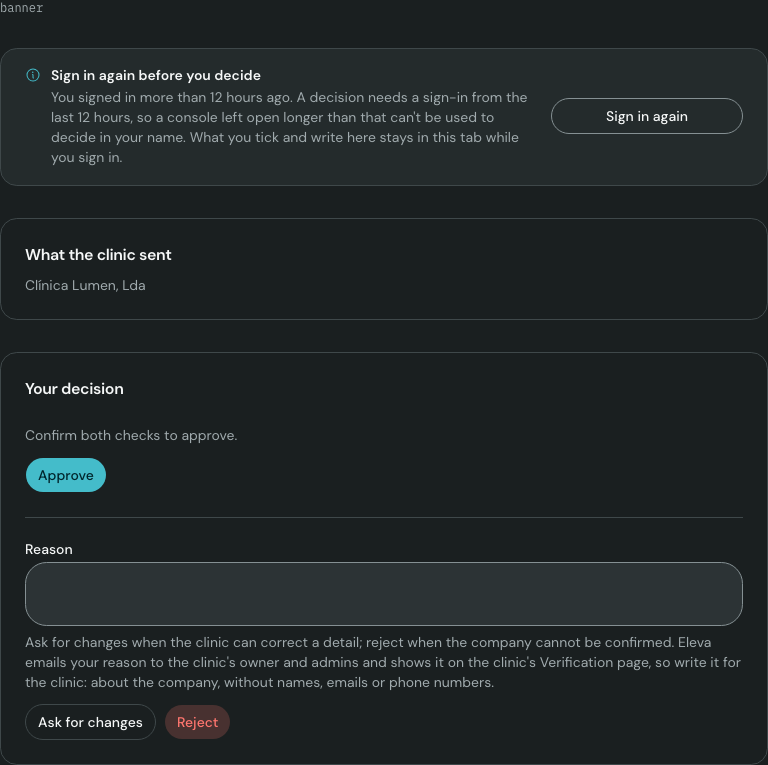 banner
Sign in again before you decide
You signed in more than 12 hours ago. A decision needs a sign-in from the
last 12 hours, so a console left open longer than that can't be used to
decide in your name. What you tick and write here stays in this tab while
you sign in.
Sign in again
What the clinic sent
Clínica Lumen, Lda
Your decision
Confirm both checks to approve.
Approve
Reason
Ask for changes when the clinic can correct a detail; reject when the company cannot be confirmed. Eleva
emails your reason to the clinic's owner and admins and shows it on the clinic's Verification page, so write it for
the clinic: about the company, without names, emails or phone numbers.
Ask for changes
Reject